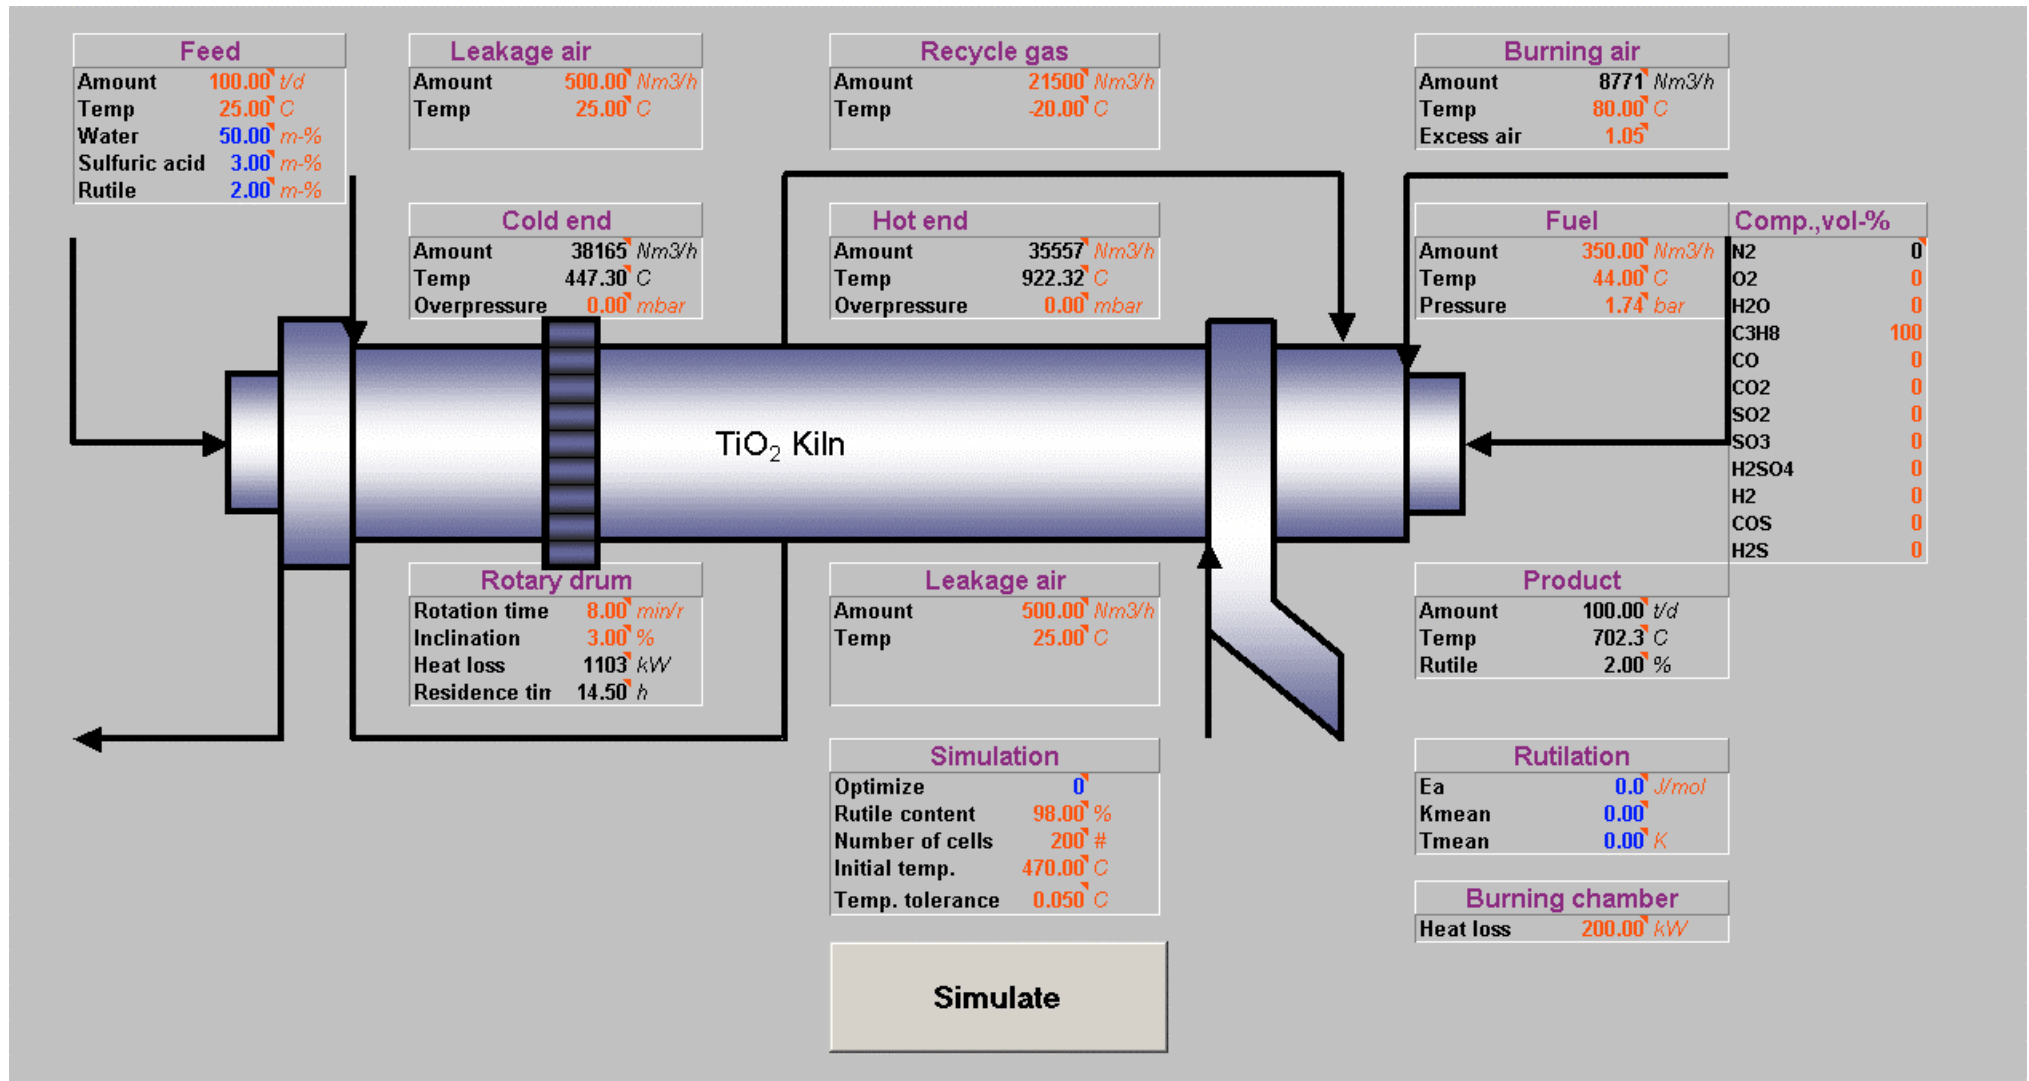 Feed
Amount 100.00 t/d
Temp 25.00 C
Water 50.00 m-%
Sulfuric acid 3.00 m-%
Rutile 2.00 m-%
Leakage air
Amount 500.00 Nm3/h
Temp 25.00 C
Recycle gas
Amount 21500 Nm3/h
Temp -20.00 C
Burning air
Amount 8771 Nm3/h
Temp 80.00 C
Excess air 1.05
Cold end
Amount 38165 Nm3/h
Temp 447.30 C
Overpressure 0.00 mbar
Hot end
Amount 35557 Nm3/h
Temp 922.32 C
Overpressure 0.00 mbar
Fuel
Amount 350.00 Nm3/h
Temp 44.00 C
Pressure 1.74 bar
Comp.,vol-%
N2 0
O2 0
H2O 0
C3H8 100
CO 0
CO2 0
SO2 0
SO3 0
H2SO4 0
H2 0
COS 0
H2S 0
TiO2 Kiln
Rotary drum
Rotation time 8.00 min/r
Inclination 3.00 %
Heat loss 1103 kW
Residence tin 14.50 h
Leakage air
Amount 500.00 Nm3/h
Temp 25.00 C
Product
Amount 100.00 t/d
Temp 702.3 C
Rutile 2.00 %
Simulation
Optimize 0
Rutile content 98.00 %
Number of cells 200 #
Initial temp. 470.00 C
Temp. tolerance 0.050 C
Rutilation
Ea 0.0 J/mol
Kmean 0.00
Tmean 0.00 K
Burning chamber
Heat loss 200.00 kW
Simulate